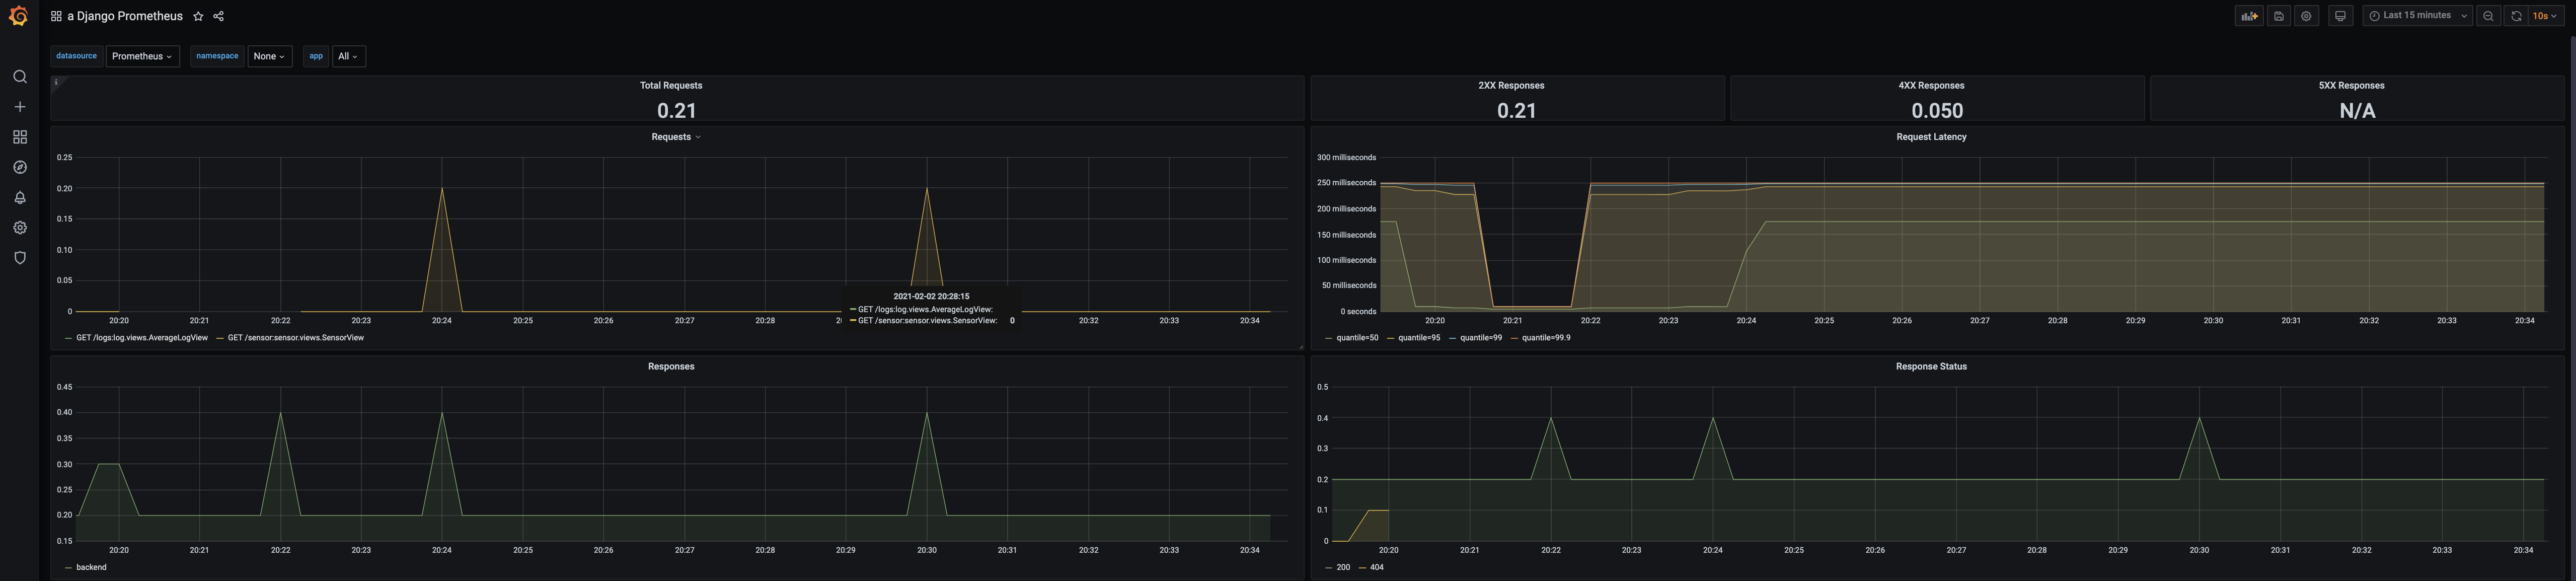 a Django Prometheus
Last 15 minutes
10s
datasource Prometheus namespace None app All
i
Total Requests
0.21
2XX Responses
0.21
4XX Responses
0.050
5XX Responses
N/A
Requests
0.25
0.20
0.15
0.10
0.05
0
20:20 20:21 20:22 20:23 20:24 20:25 20:26 20:27 20:28 2 20:32 20:33 20:34
2021-02-02 20:28:15
GET /logs:log.views.AverageLogView:
GET /sensor:sensor.views.SensorView: 0
GET /logs:log.views.AverageLogView GET /sensor:sensor.views.SensorView
Request Latency
300 milliseconds
250 milliseconds
200 milliseconds
150 milliseconds
100 milliseconds
50 milliseconds
0 seconds
20:20 20:21 20:22 20:23 20:24 20:25 20:26 20:27 20:28 20:29 20:30 20:31 20:32 20:33 20:34
quantile=50 quantile=95 quantile=99 quantile=99.9
Responses
0.45
0.40
0.35
0.30
0.25
0.20
0.15
20:20 20:21 20:22 20:23 20:24 20:25 20:26 20:27 20:28 20:29 20:30 20:31 20:32 20:33 20:34
backend
Response Status
0.5
0.4
0.3
0.2
0.1
0
20:20 20:21 20:22 20:23 20:24 20:25 20:26 20:27 20:28 20:29 20:30 20:31 20:32 20:33 20:34
200 404